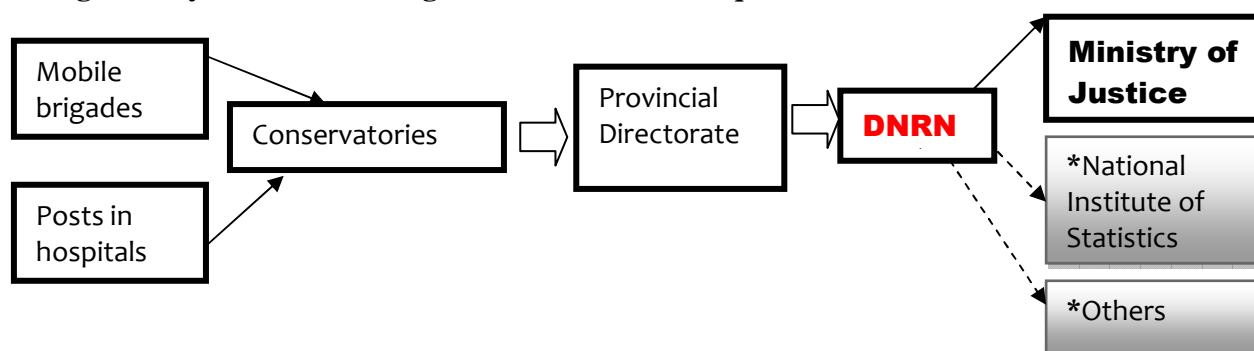 Mobile
brigades
Posts in
hospitals
Conservatories
Provincial
Directorate
DNRN
Ministry of
Justice
*National
Institute of
Statistics
*Others